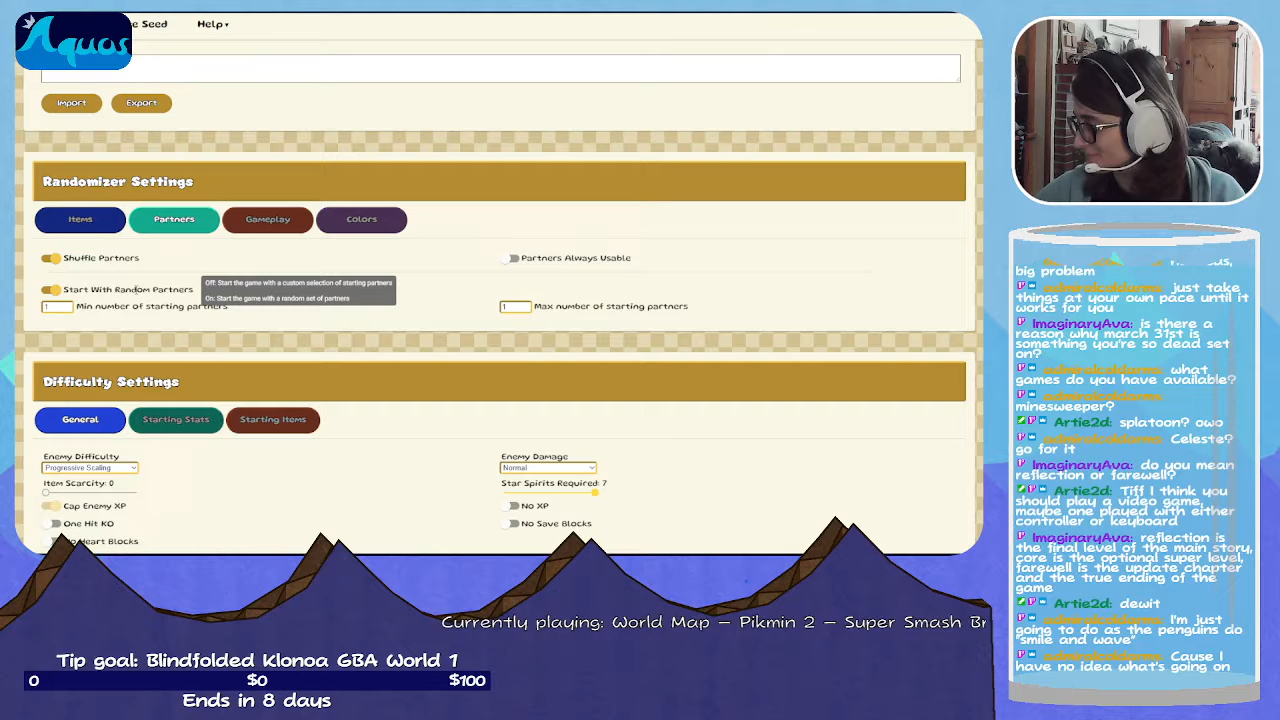 Aquos
Seed
Help
Import
Export
Randomizer Settings
Items
Partners
Gameplay
Colors
Shuffle Partners
Partners Always Usable
Start With Random Partners
Off: Start the game with a custom selection of starting partners
On: Start the game with a random set of partners
1
Min number of starting partners
1
Max number of starting partners
Difficulty Settings
General
Starting Stats
Starting Items
Enemy Difficulty
Progressive Scaling
Enemy Damage
Normal
Item Scarcity: 0
Star Spirits Required: 7
Cap Enemy XP
No XP
One Hit KO
No Save Blocks
Heart Blocks
big problem
admiralcoldarms: just take
things at your own pace until it
works for you
ImaginaryAva: is there a
reason why march 31st is
something you're so dead set
on?
admiralcoldarms: what
games do you have available?
admiralcoldarms:
minesweeper?
Artie2d: splatoon? owo
admiralcoldarms: Celeste?
go for it
ImaginaryAva: do you mean
reflection or farewell?
Artie2d: Tiff I think you
should play a video game,
maybe one played with either
controller or keyboard
ImaginaryAva: reflection is
the final level of the main story,
core is the optional super level,
farewell is the update chapter
and the true ending of the
game
Artie2d: dewit
admiralcoldarms: I'm just
going to do as the penguins do
"smile and wave"
admiralcoldarms: Cause I
have no idea what's going on
Currently playing: World Map – Pikmin 2 – Super Smash Br
Tip goal: Blindfolded Klonoa GBA World 1
0
$0
$100
Ends in 8 days